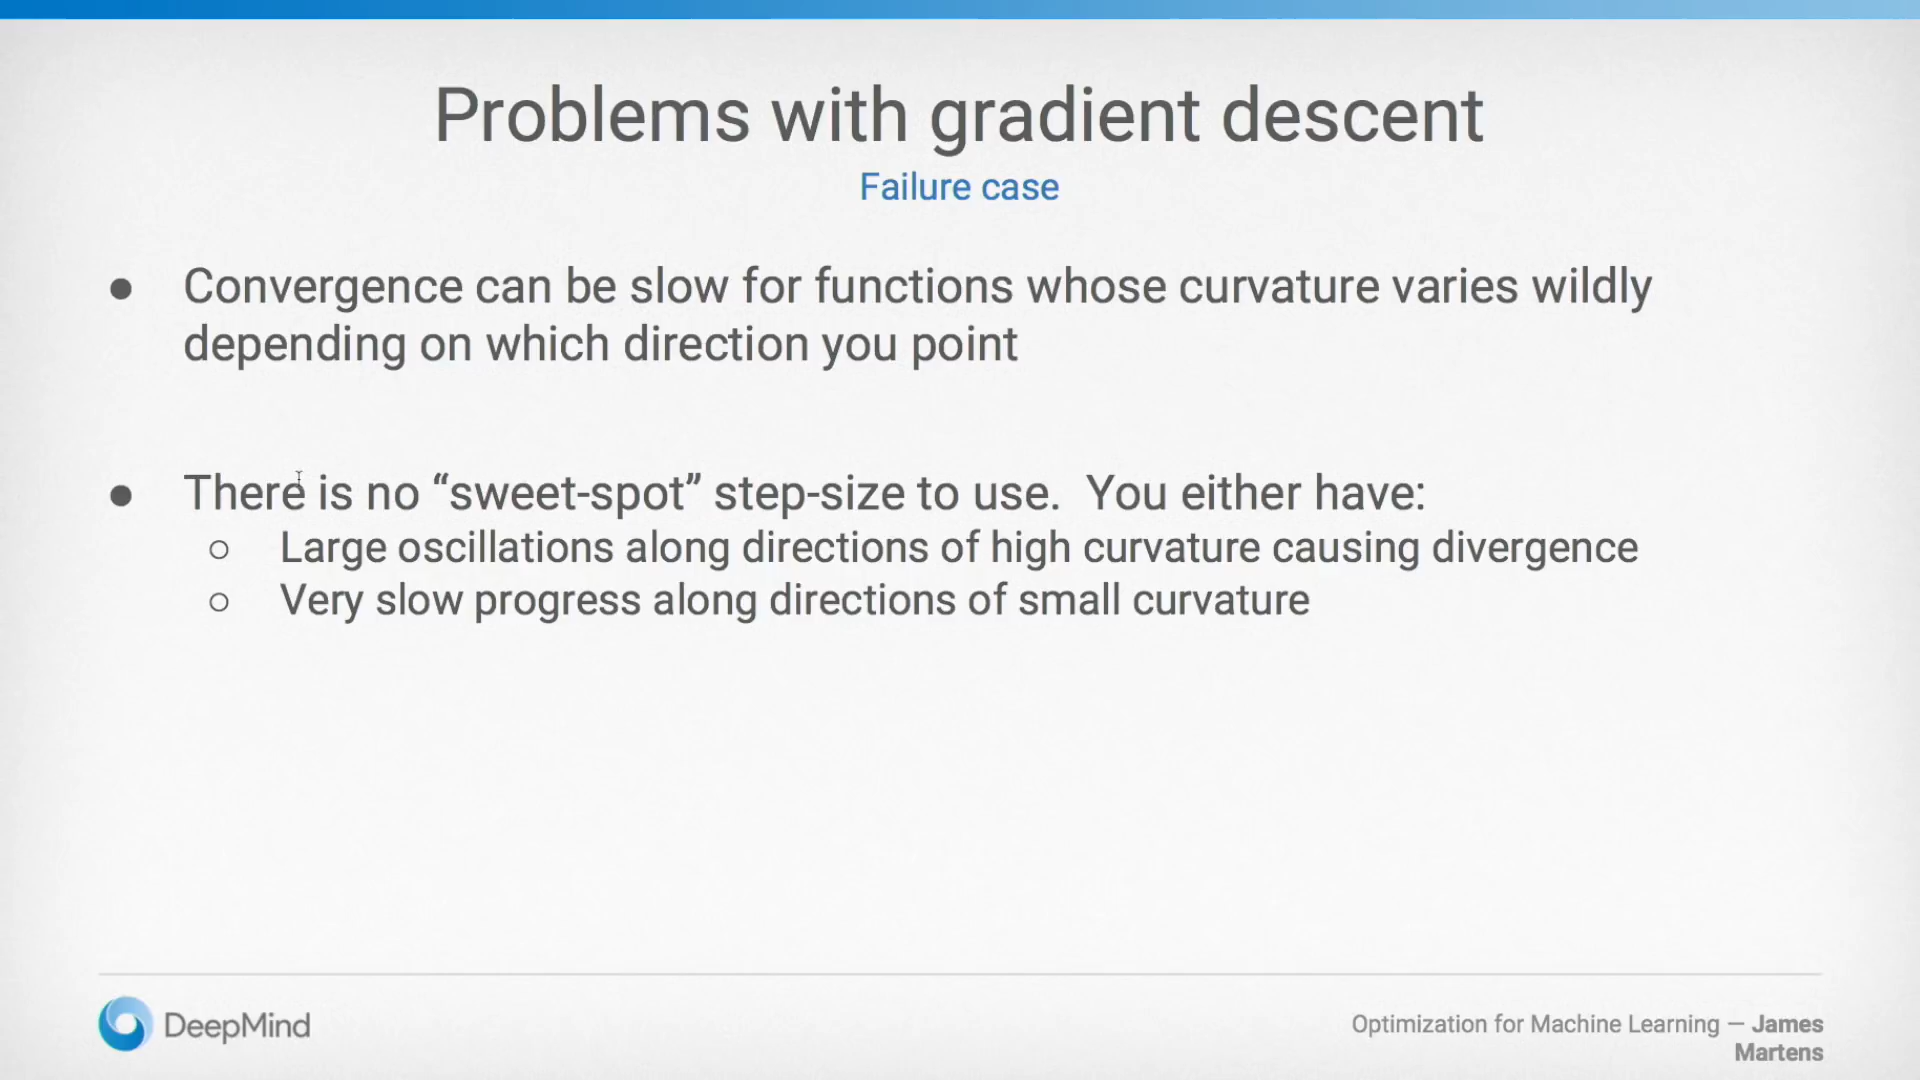 Problems with gradient descent
Failure case
● Convergence can be slow for functions whose curvature varies wildly
depending on which direction you point
● There is no “sweet-spot” step-size to use.  You either have:
○ Large oscillations along directions of high curvature causing divergence
○ Very slow progress along directions of small curvature
DeepMind
Optimization for Machine Learning — James
Martens